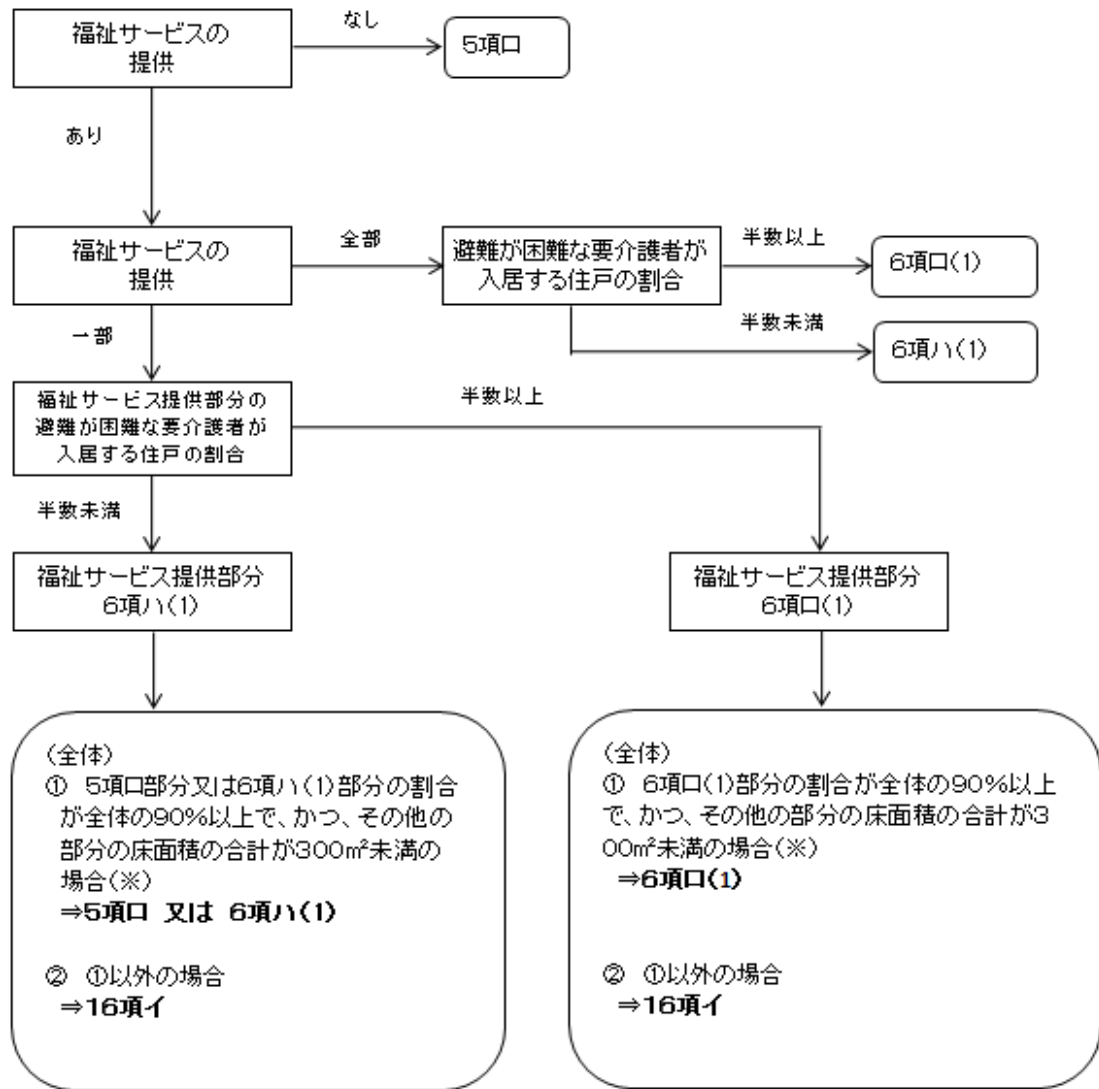 福祉サービスの
提供
なし
5項ロ
あり
福祉サービスの
提供
全部
避難が困難な要介護者が
入居する住戸の割合
半数以上
6項ロ(1)
半数未満
6項ハ(1)
一部
福祉サービス提供部分の
避難が困難な要介護者が
入居する住戸の割合
半数以上
半数未満
福祉サービス提供部分
6項ハ(1)
福祉サービス提供部分
6項ロ(1)
(全体)
① 5項ロ部分又は6項ハ(1)部分の割合
が全体の90%以上で、かつ、その他の
部分の床面積の合計が300㎡未満の
場合(※)
⇒5項ロ 又は 6項ハ(1)
② ①以外の場合
⇒16項イ
(全体)
① 6項ロ(1)部分の割合が全体の90%以上
で、かつ、その他の部分の床面積の合計が3
00㎡未満の場合(※)
⇒6項ロ(1)
② ①以外の場合
⇒16項イ